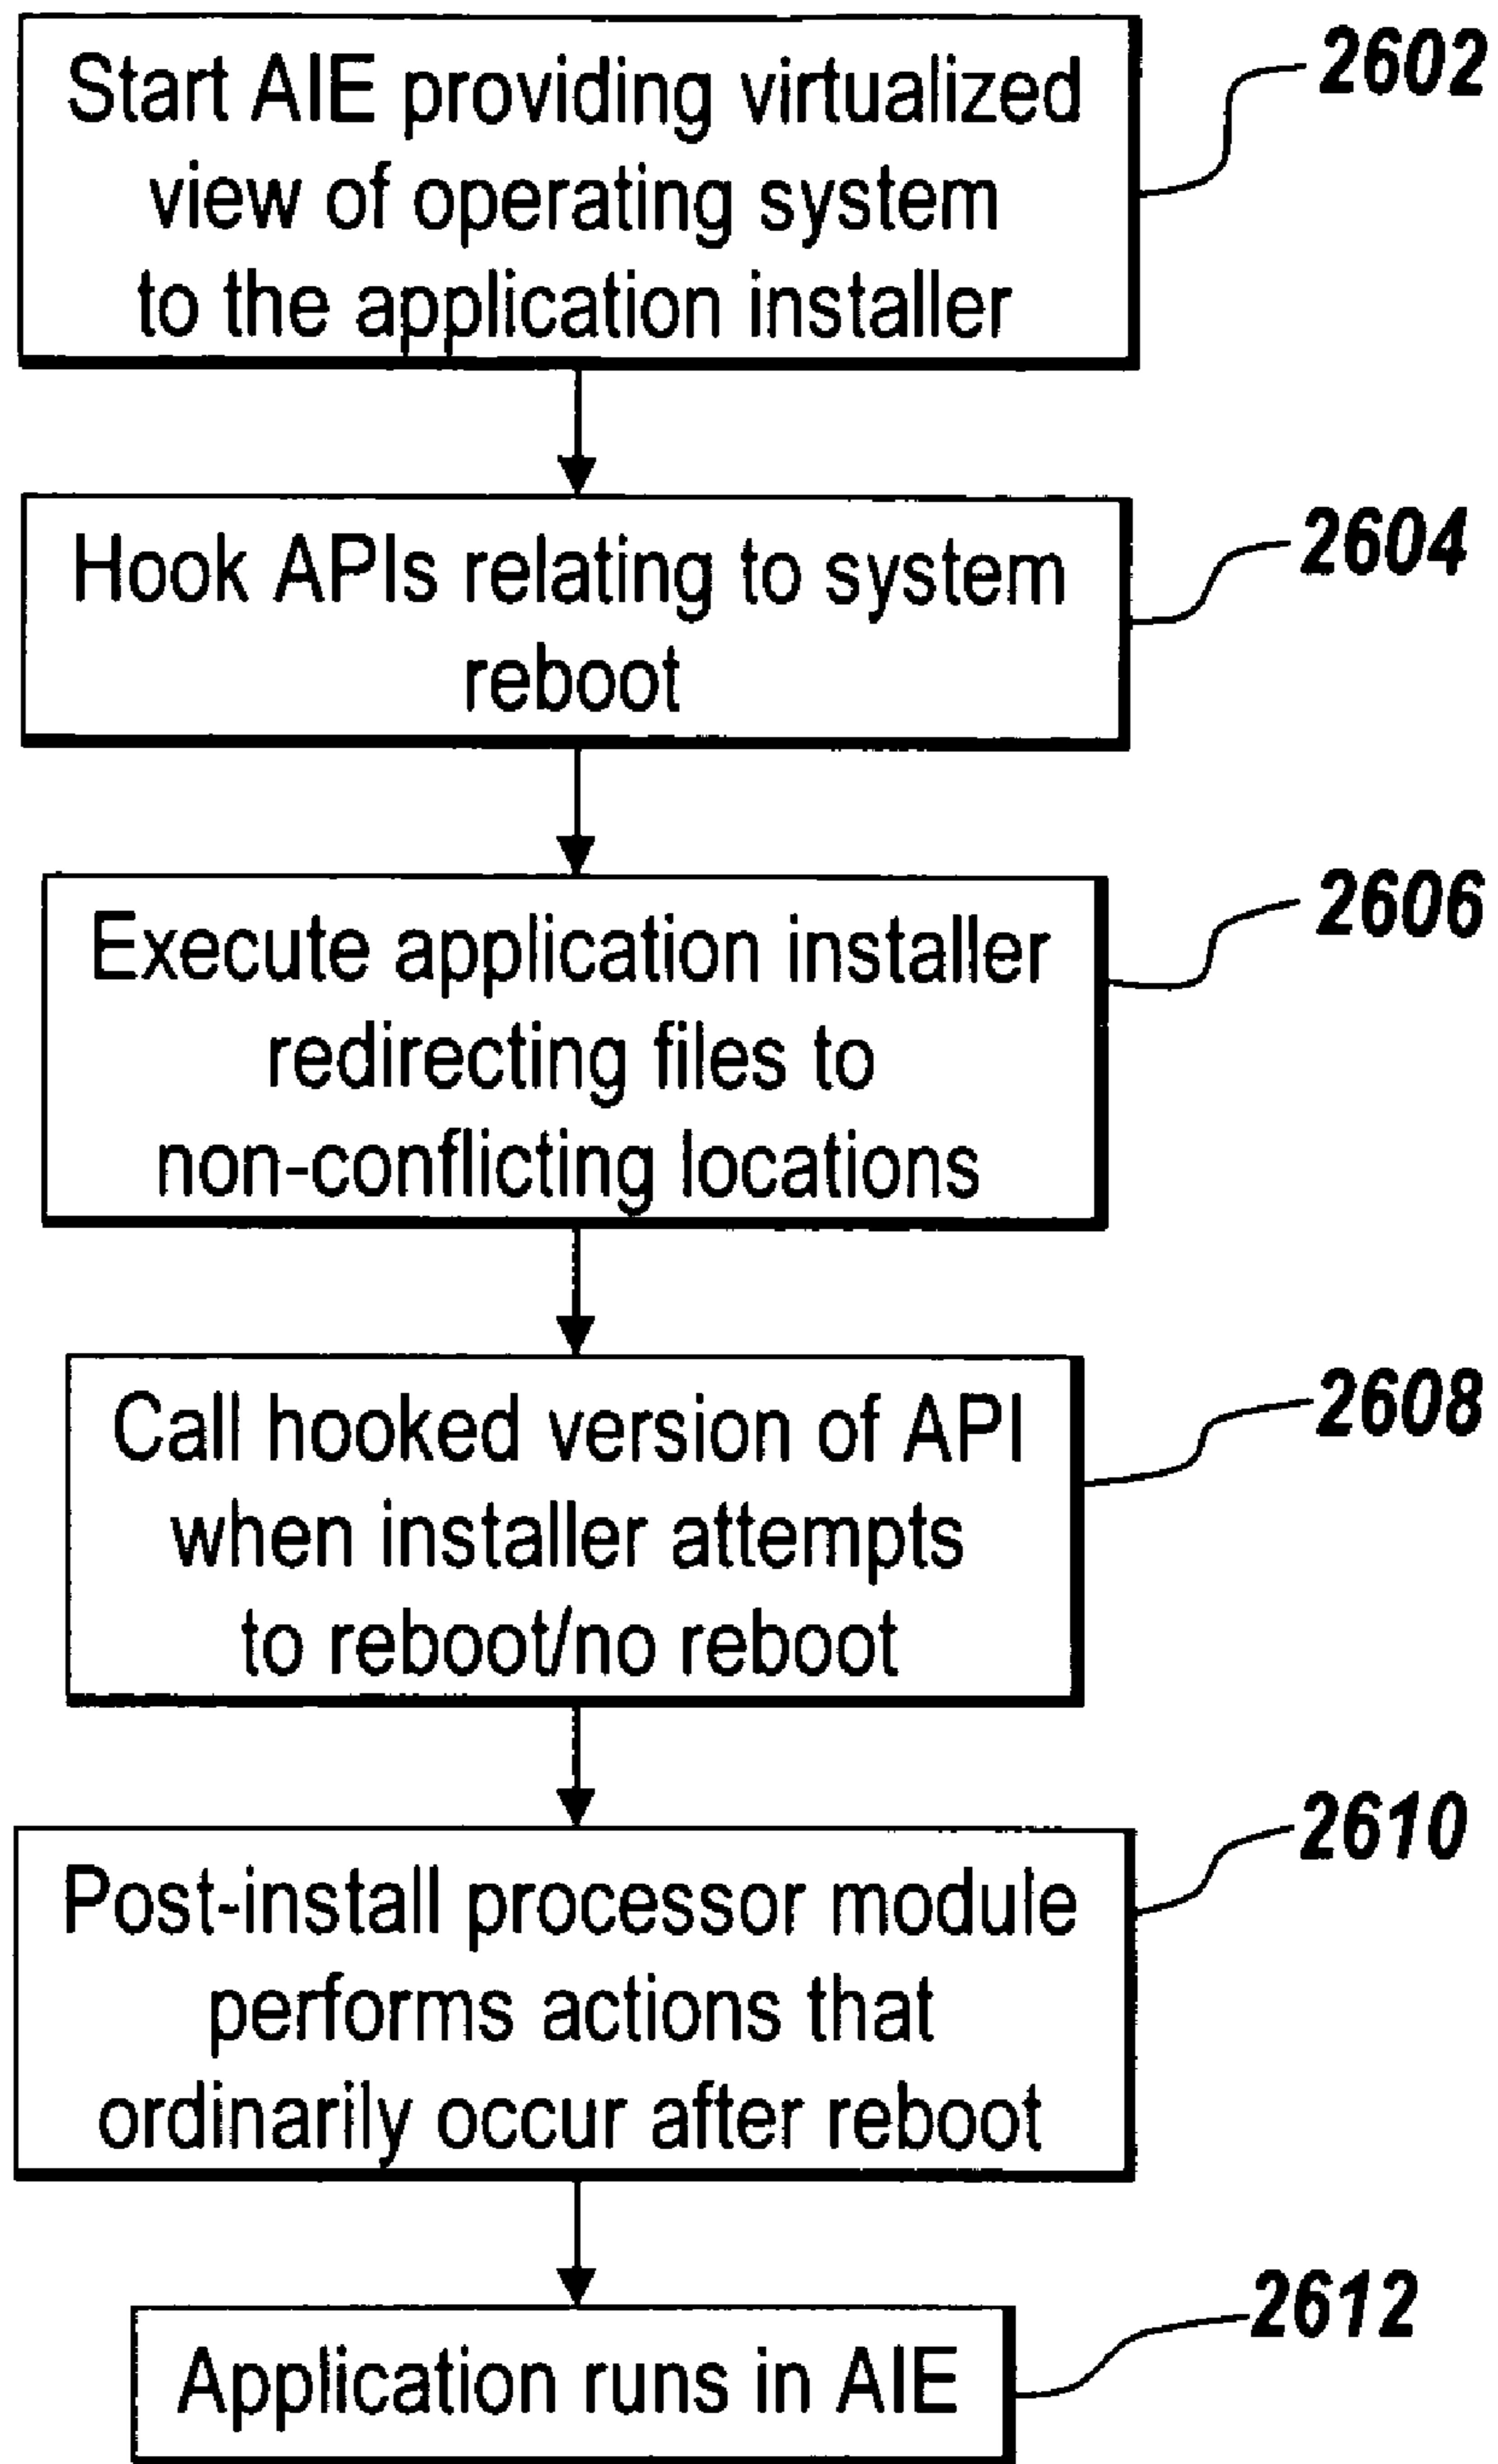 Start AIE providing virtualized
view of operating system
to the application installer
2602
Hook APIs relating to system
reboot
2604
Execute application installer
redirecting files to
non-conflicting locations
2606
Call hooked version of API
when installer attempts
to reboot/no reboot
2608
Post-install processor module
performs actions that
ordinarily occur after reboot
2610
Application runs in AIE
2612